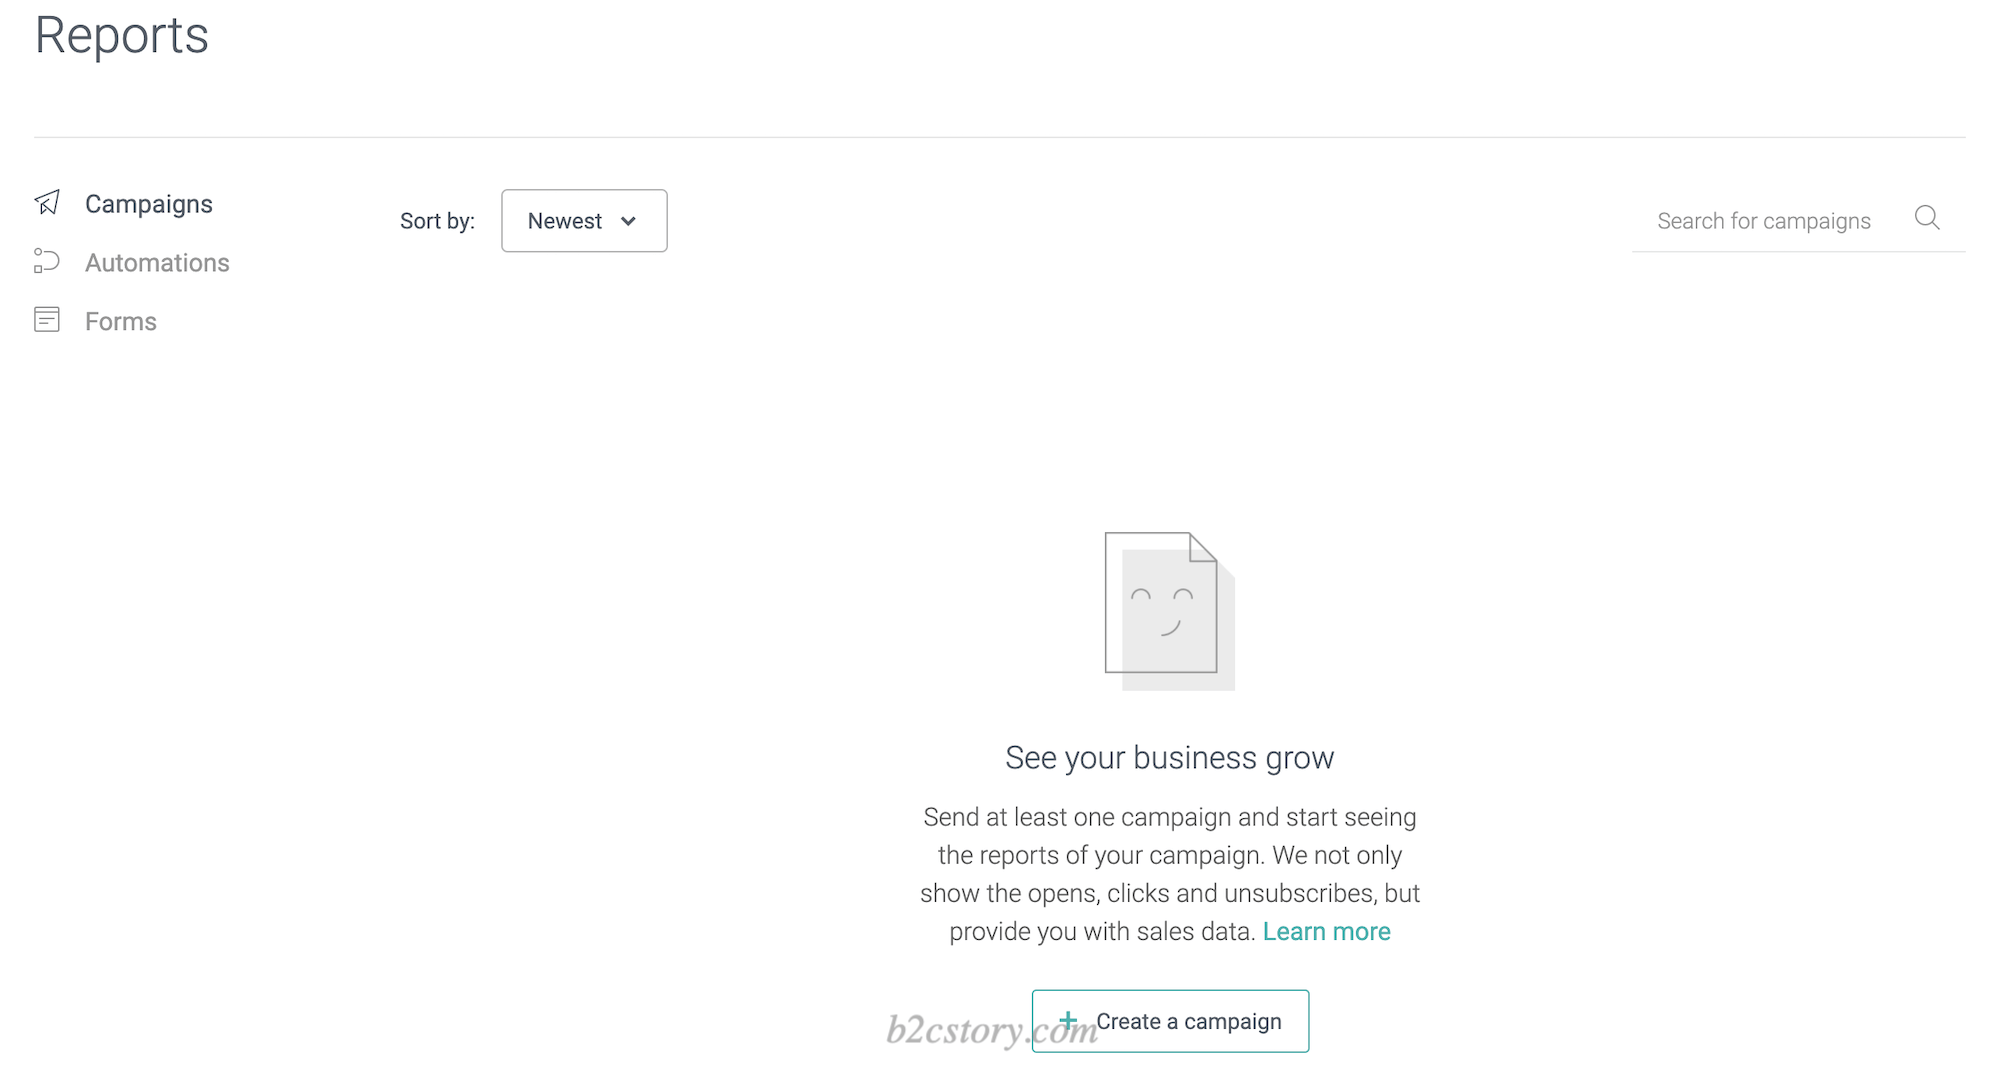 Reports
Campaigns
Automations
Forms
Sort by:
Newest
Search for campaigns
See your business grow
Send at least one campaign and start seeing
the reports of your campaign. We not only
show the opens, clicks and unsubscribes, but
provide you with sales data. Learn more
Create a campaign
b2cstory.com